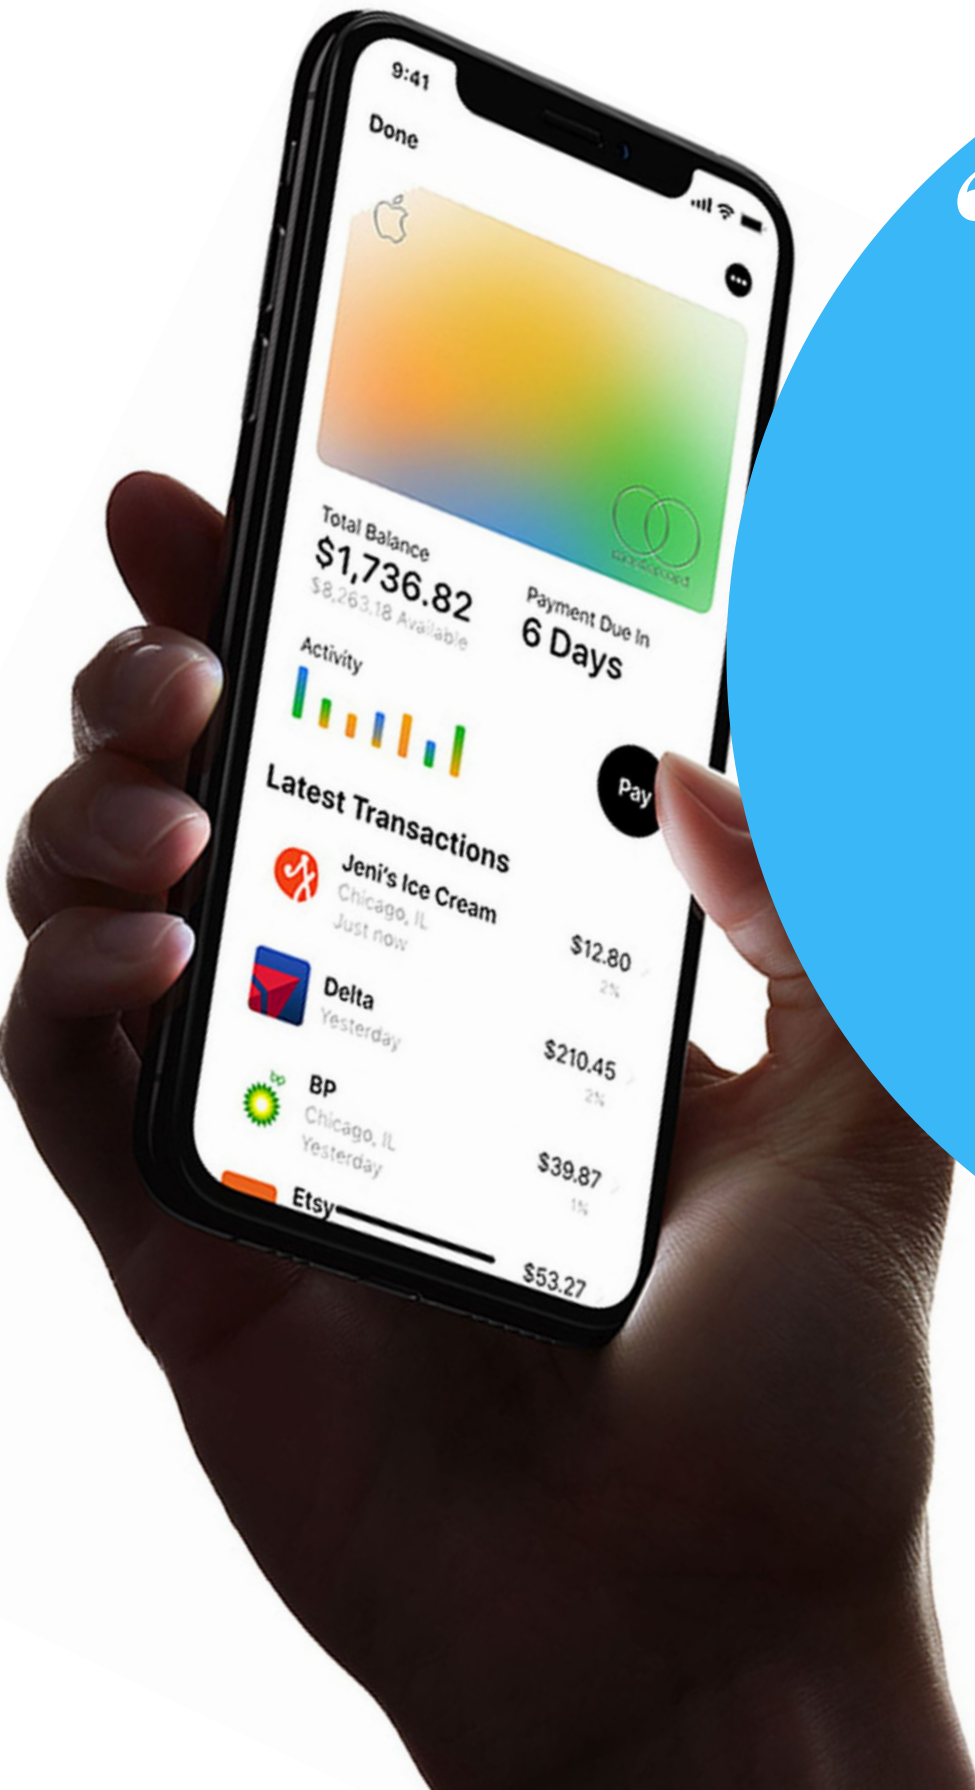 9:41
Done
Total Balance
$1,736.82
$8,263.18 Available
Payment Due In
6 Days
Activity
Pay
Latest Transactions
Jeni's Ice Cream
Chicago, IL
Just now
$12.80
2%
Delta
Yesterday
$210.45
2%
bp
BP
Chicago, IL
Yesterday
$39.87
1%
Etsy
$53.27